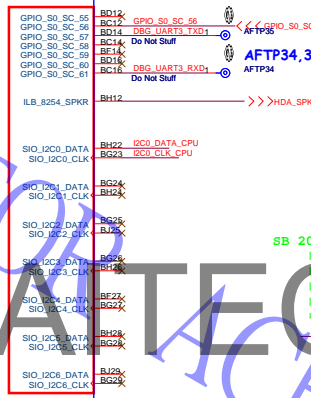 GPIO_S0_SC_55 BD12
GPIO_S0_SC_56 BC12 GPIO_S0_SC_56
GPIO_S0_SC_57 BD14 DBG_UART3_TXD 1 AFTP35
GPIO_S0_SC_58 BC14 Do Not Stuff
GPIO_S0_SC_59 BF14
GPIO_S0_SC_60 BD16 AFTP34,3
GPIO_S0_SC_61 BC16 DBG_UART3_RXD 1 AFTP34
Do Not Stuff
ILB_8254_SPKR BH12 HDA_SPK
SIO_I2C0_DATA BH22 I2C0_DATA_CPU
SIO_I2C0_CLK BG23 I2C0_CLK_CPU
SIO_I2C1_DATA BG24
SIO_I2C1_CLK BH24
SIO_I2C2_DATA BG25
SIO_I2C2_CLK BJ25
SB 20
SIO_I2C3_DATA BG26
SIO_I2C3_CLK BH26
SIO_I2C4_DATA BF27
SIO_I2C4_CLK BG27
SIO_I2C5_DATA BH28
SIO_I2C5_CLK BG28
SIO_I2C6_DATA BJ29
SIO_I2C6_CLK BG29